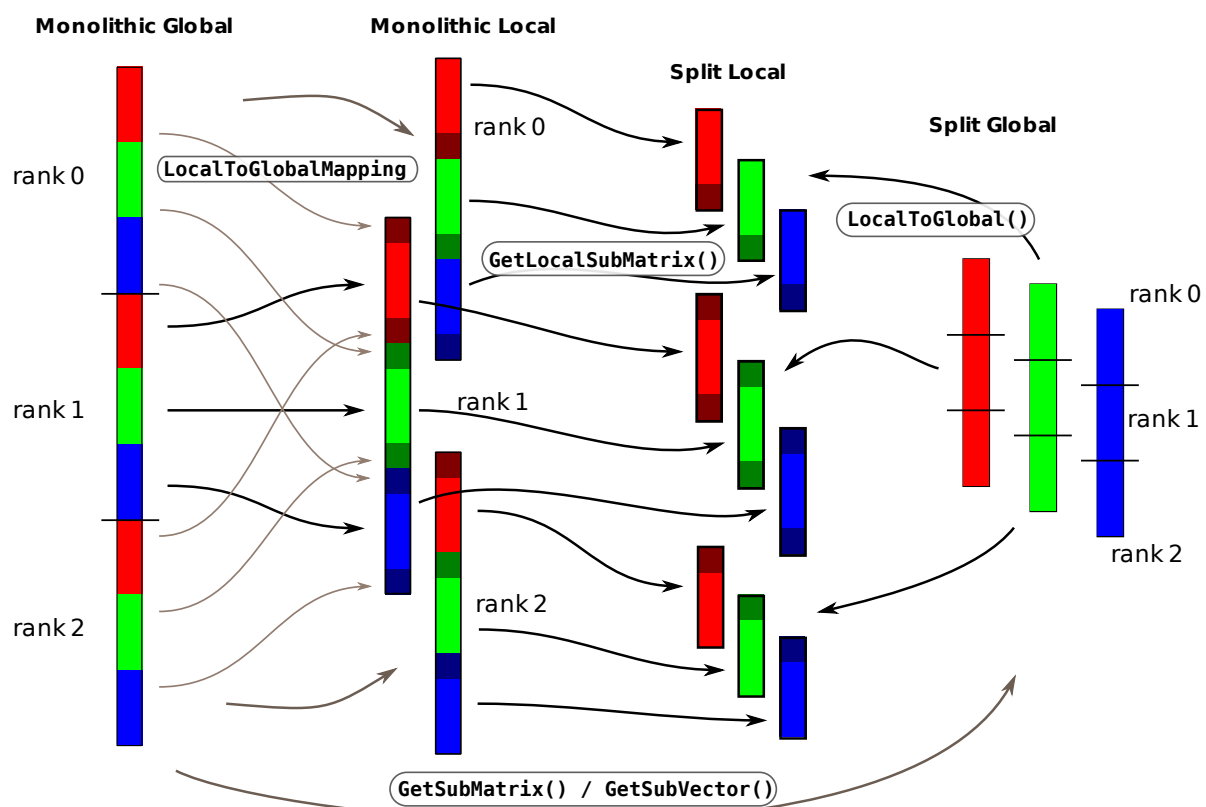 Monolithic Global
Monolithic Local
Split Local
Split Global
rank 0
LocalToGlobalMapping
rank 0
LocalToGlobal()
GetLocalSubMatrix()
rank 0
rank 1
rank 1
rank 1
rank 2
rank 2
rank 2
GetSubMatrix() / GetSubVector()